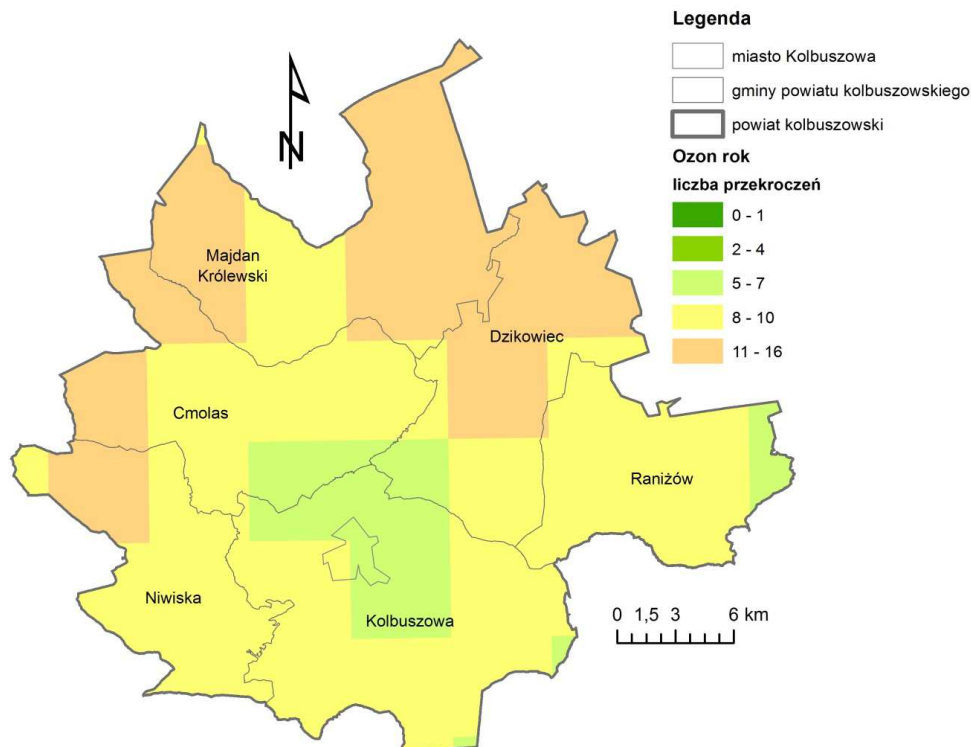 Legenda
miasto Kolbuszowa
gminy powiatu kolbuszowskiego
powiat kolbuszowski
Ozon rok
liczba przekroczeń
0 - 1
2 - 4
5 - 7
8 - 10
11 - 16
N
Majdan
Królewski
Dzikowiec
Cmolas
Raniżów
Niwiska
Kolbuszowa
0 1,5 3 6 km